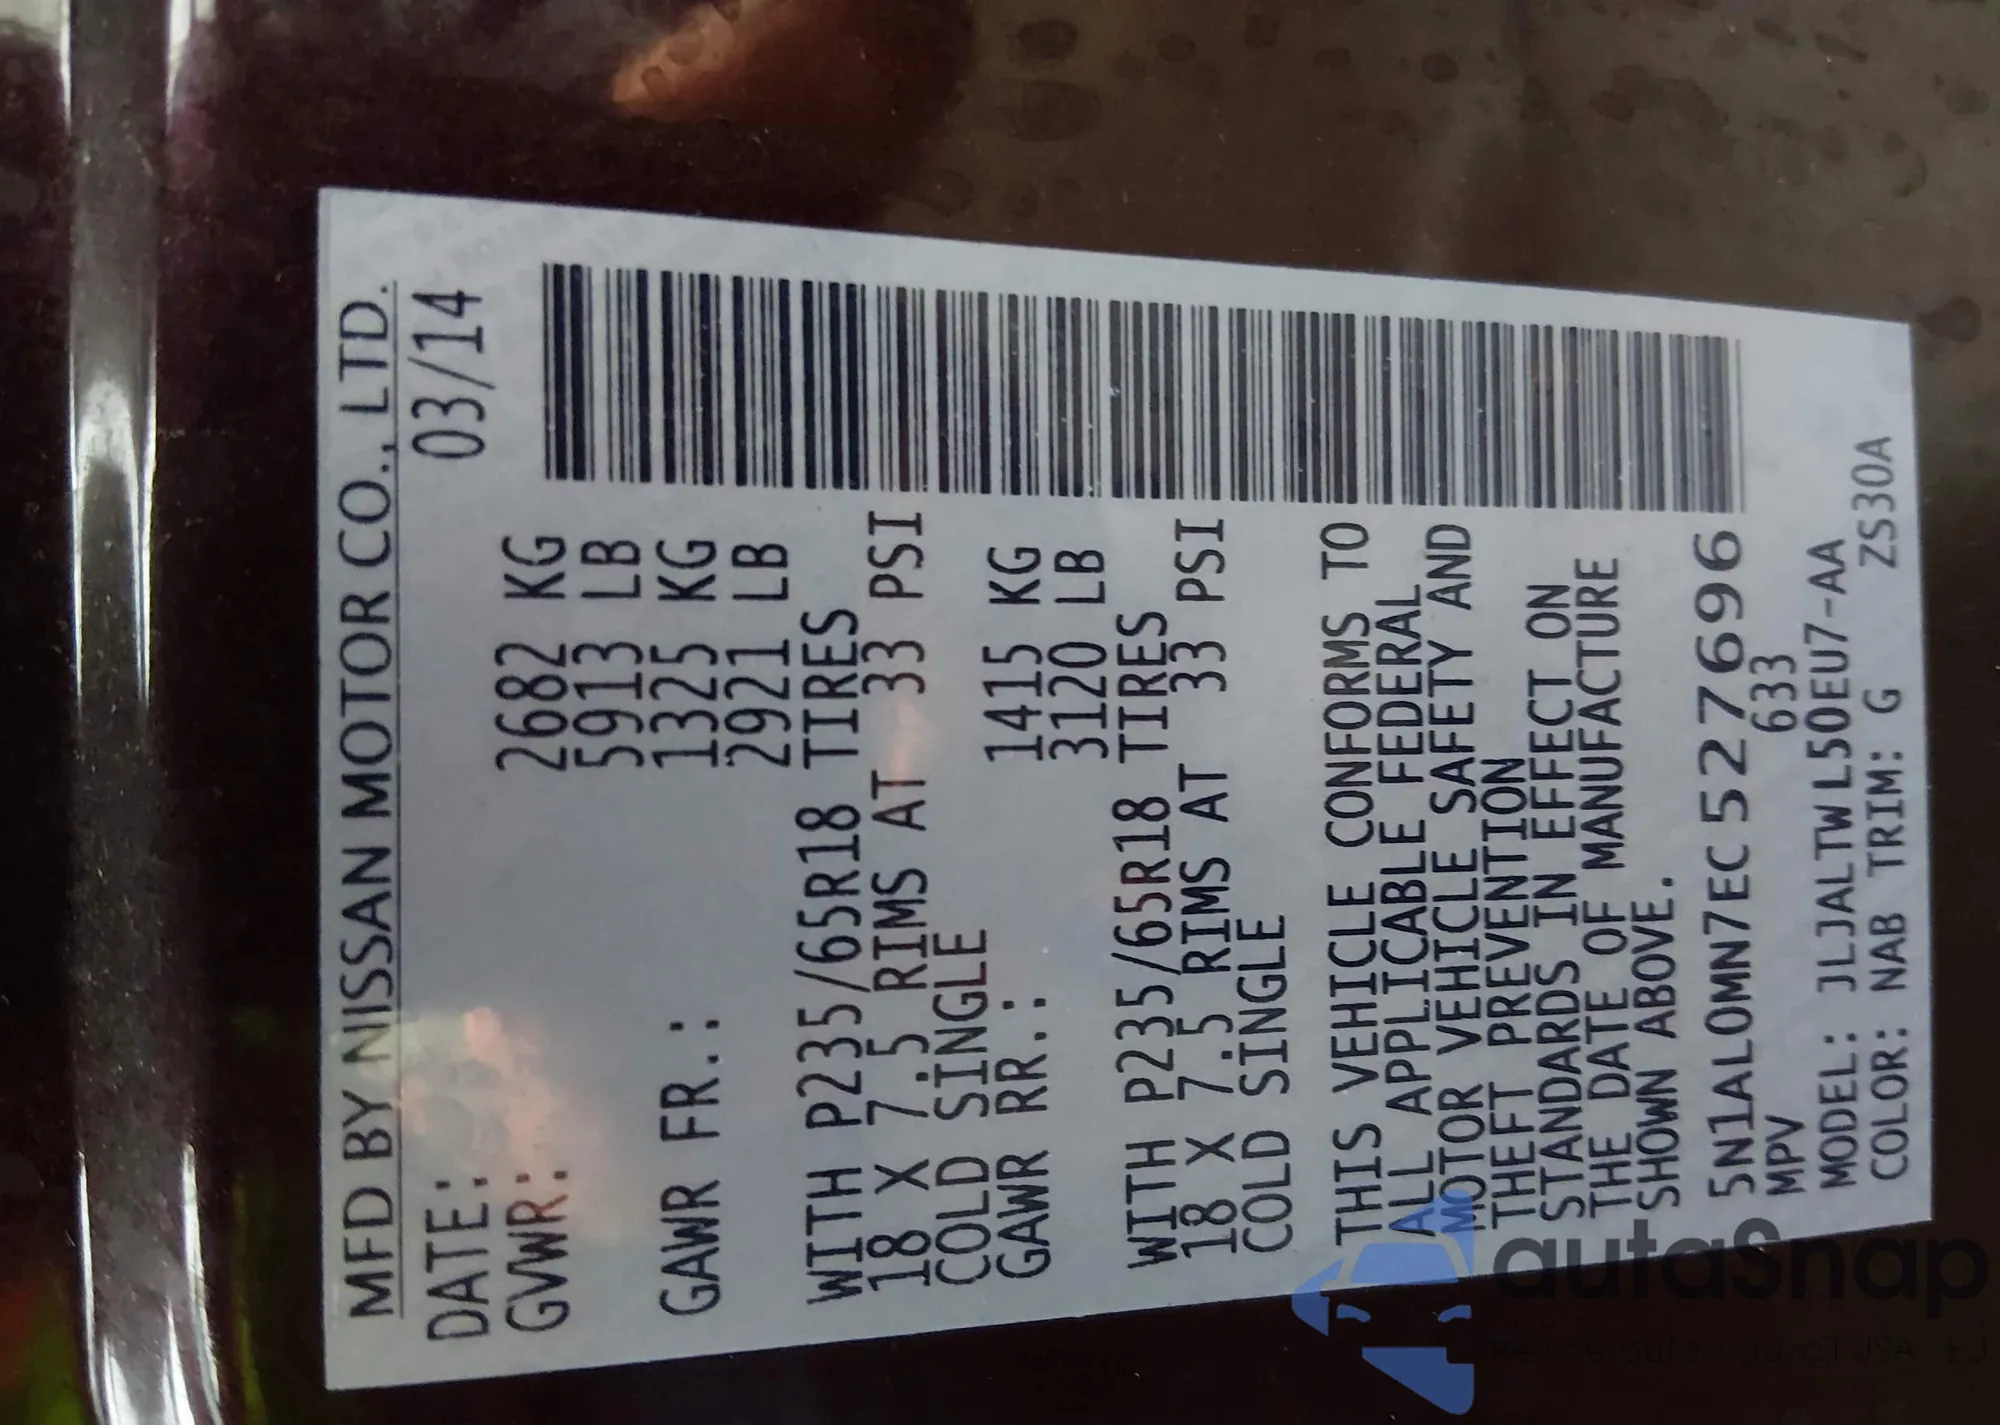 MFD BY NISSAN MOTOR CO., LTD.
DATE: 03/14
GVWR: 2682 KG
5913 LB
GAWR FR.: 1325 KG
2921 LB
WITH P235/65R18 TIRES
18 X 7.5 RIMS AT 33 PSI
COLD SINGLE
GAWR RR.: 1415 KG
3120 LB
WITH P235/65R18 TIRES
18 X 7.5 RIMS AT 33 PSI
COLD SINGLE
THIS VEHICLE CONFORMS TO
ALL APPLICABLE FEDERAL
MOTOR VEHICLE SAFETY AND
THEFT PREVENTION
STANDARDS IN EFFECT ON
THE DATE OF MANUFACTURE
SHOWN ABOVE.
5N1AL0MN7EC527696
MPV 633
MODEL: JLJALTWL50EU7-AA
COLOR: NAB TRIM: G ZS30A
autaSnap